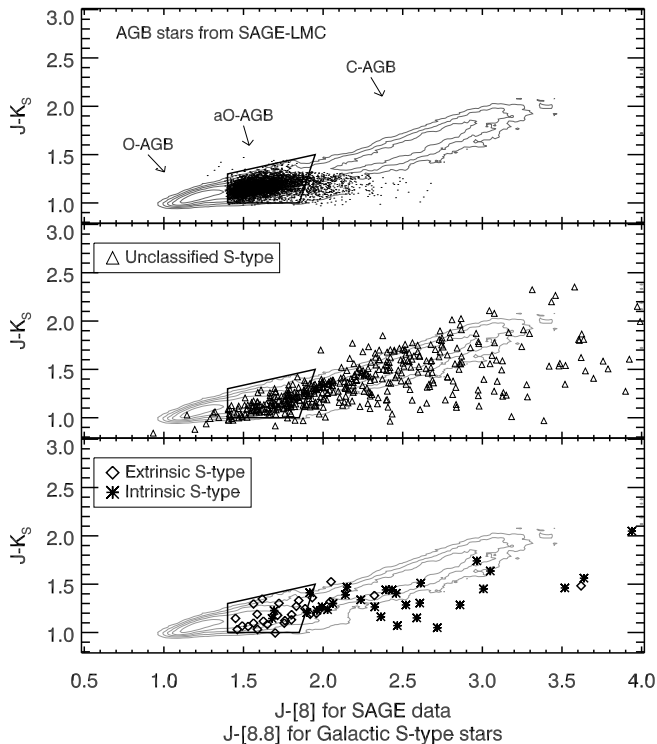 3.0
AGB stars from SAGE-LMC
C-AGB
2.5
aO-AGB
2.0
O-AGB
1.5
1.0
J-K_S
3.0
△ Unclassified S-type
2.5
2.0
1.5
1.0
J-K_S
3.0
◇ Extrinsic S-type
✳ Intrinsic S-type
2.5
2.0
1.5
1.0
J-K_S
0.5 1.0 1.5 2.0 2.5 3.0 3.5 4.0
J-[8] for SAGE data
J-[8.8] for Galactic S-type stars